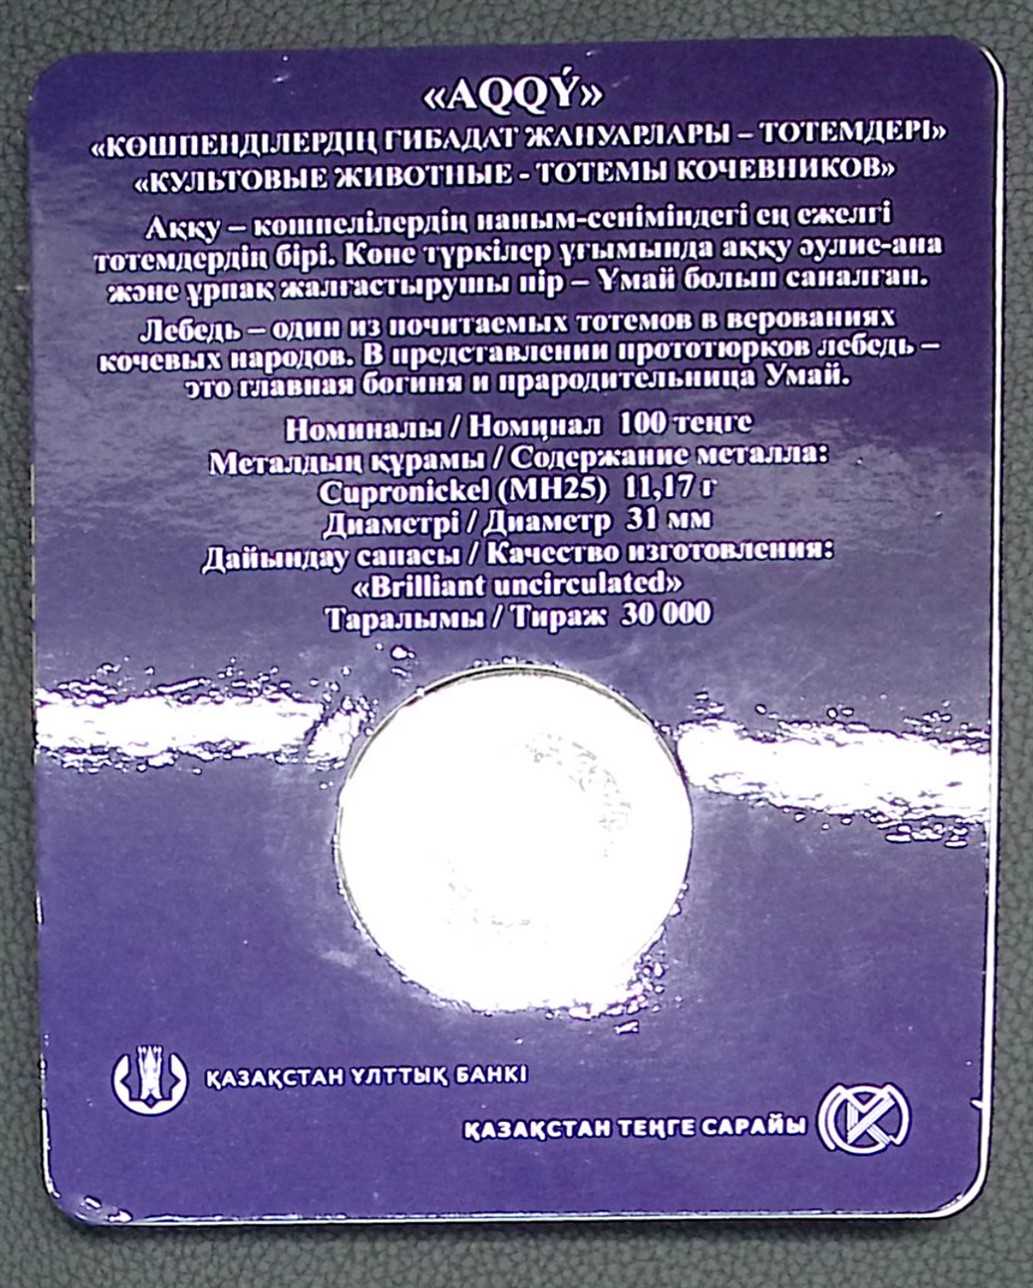 «AQQÝ»
«КӨШПЕНДІЛЕРДІҢ ҒИБАДАТ ЖАНУАРЛАРЫ – ТОТЕМДЕРІ»
«КУЛЬТОВЫЕ ЖИВОТНЫЕ - ТОТЕМЫ КОЧЕВНИКОВ»
Аққу – көшпелілердің наным-сеніміндегі ең ежелгі
тотемдердің бірі. Көне түркілер ұғымында аққу әулие-ана
және ұрпақ жалғастырушы пір – Ұмай болып саналған.
Лебедь – один из почитаемых тотемов в верованиях
кочевых народов. В представлении прототюрков лебедь –
это главная богиня и прародительница Умай.
Номиналы / Номинал 100 теңге
Металдың құрамы / Содержание металла:
Cupronickel (МН25) 11,17 г
Диаметрі / Диаметр 31 мм
Дайындау сапасы / Качество изготовления:
«Brilliant uncirculated»
Таралымы / Тираж 30 000
ҚАЗАҚСТАН ҰЛТТЫҚ БАНКІ
ҚАЗАҚСТАН ТЕҢГЕ САРАЙЫ